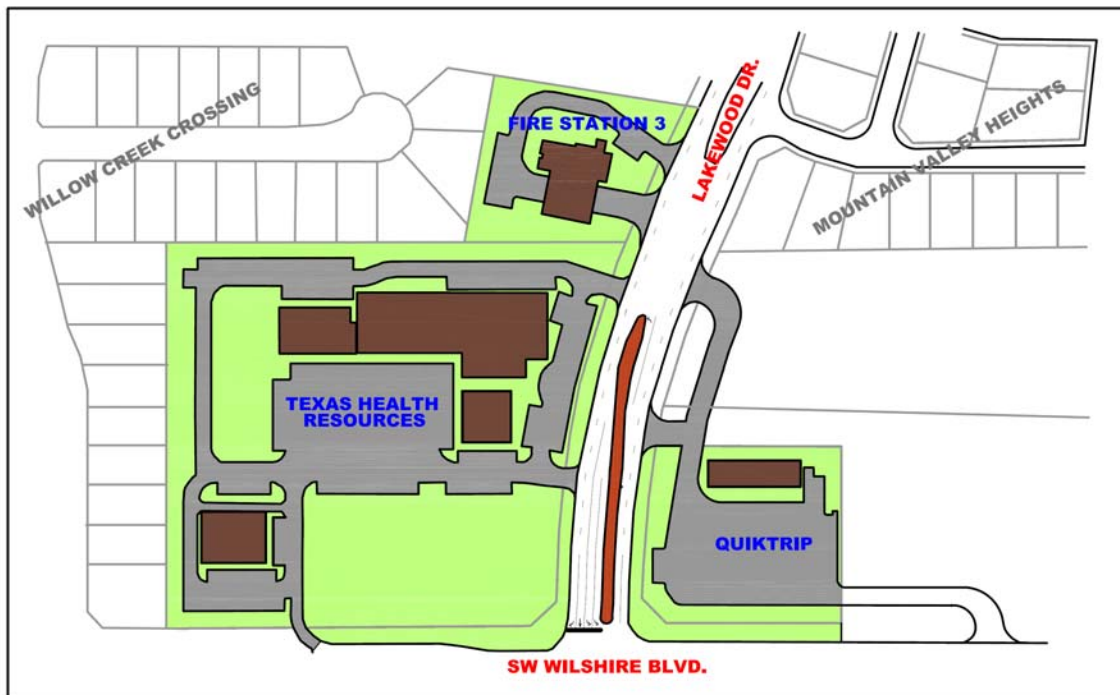 WILLOW CREEK CROSSING
FIRE STATION 3
LAKEWOOD DR.
MOUNTAIN VALLEY HEIGHTS
TEXAS HEALTH
RESOURCES
QUIKTRIP
SW WILSHIRE BLVD.